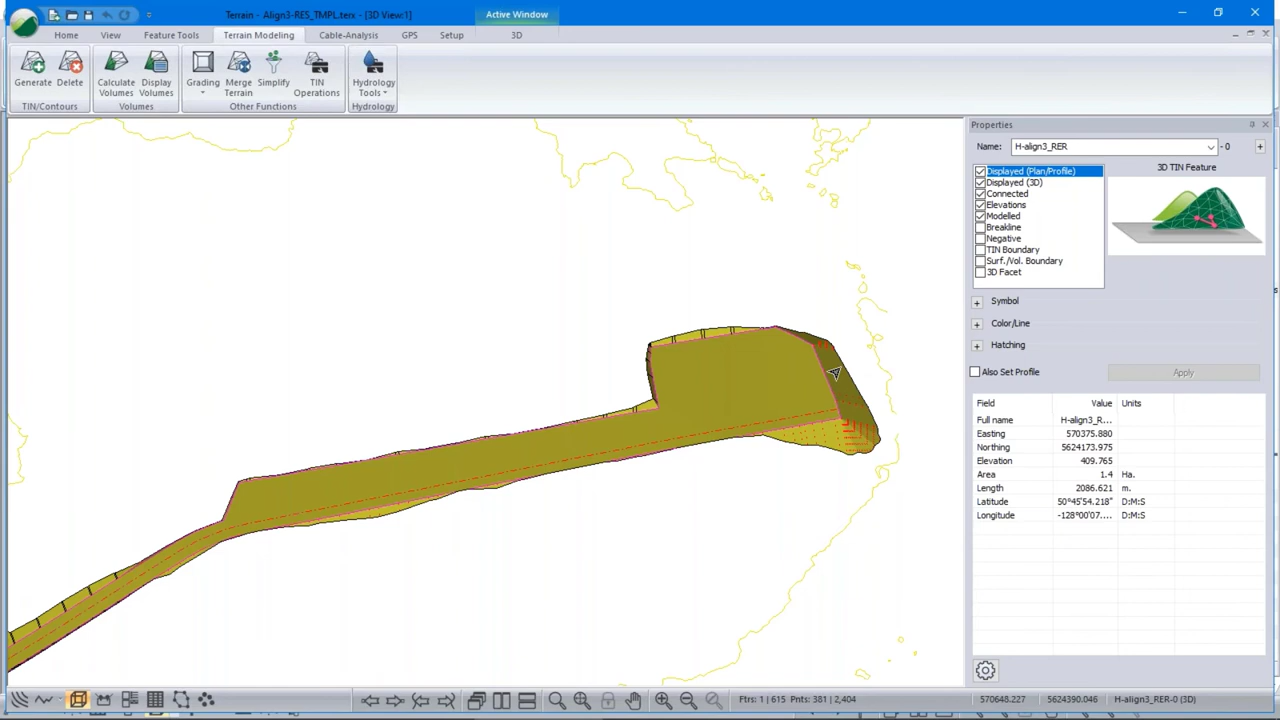 Terrain - Align3-RES_TMPL.terx - [3D View:1]
Active Window
Home View Feature Tools Terrain Modeling Cable-Analysis GPS Setup 3D
Generate Delete Calculate Volumes Display Volumes Grading Merge Terrain Simplify TIN Operations Hydrology Tools
TIN/Contours Volumes Other Functions Hydrology
Properties
Name: H-align3_RER - 0
Displayed (Plan/Profile)
3D TIN Feature
Displayed (3D)
Connected
Elevations
Modelled
Breakline
Negative
TIN Boundary
Surf./Vol. Boundary
3D Facet
Symbol
Color/Line
Hatching
Also Set Profile Apply
Field Value Units
Full name H-align3_R...
Easting 570375.880
Northing 5624173.975
Elevation 409.765
Area 1.4 Ha.
Length 2086.621 m.
Latitude 50°45'54.218" D:M:S
Longitude -128°00'07.... D:M:S
Ftrs: 1 | 615 Pnts: 381 | 2,404 570648.227 5624390.046 H-align3_RER-0 (3D)